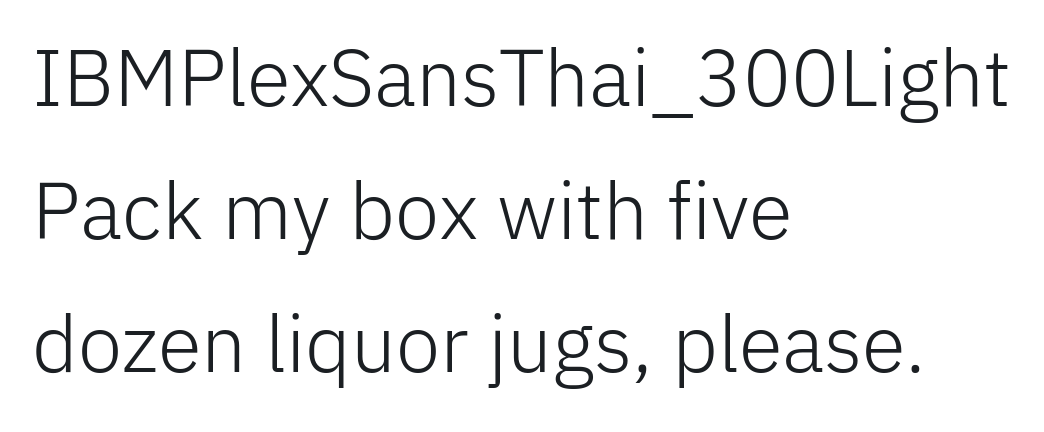 IBMPlexSansThai_300Light
Pack my box with five
dozen liquor jugs, please.